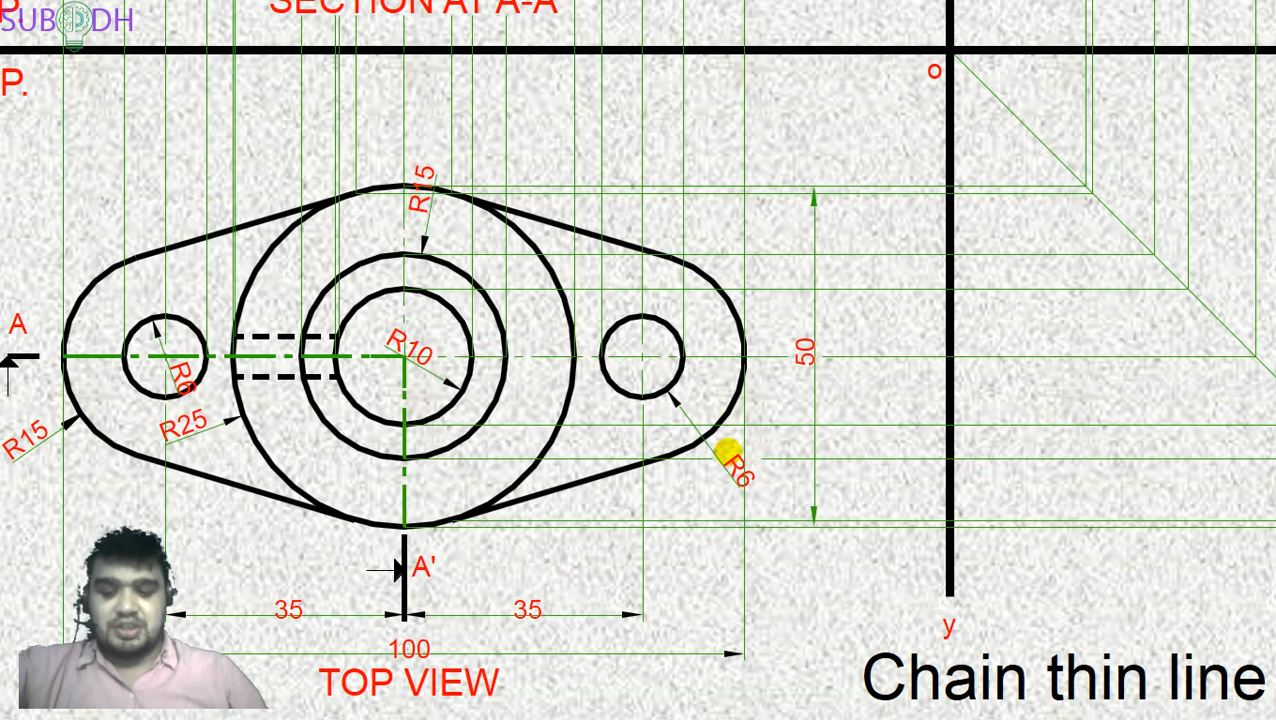 SECTION AT A-A
SUBODH
P.
o
R15
A
R10
50
R6
R25
R15
R6
A'
35
35
100
y
TOP VIEW
Chain thin line